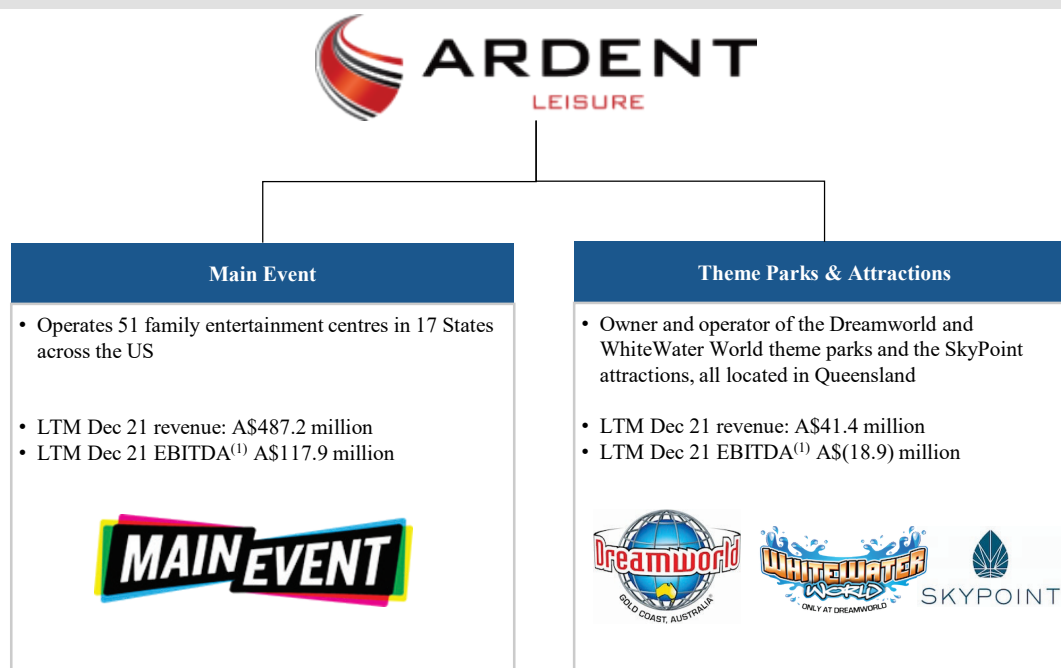 ARDENT
LEISURE
Main Event
• Operates 51 family entertainment centres in 17 States
across the US
• LTM Dec 21 revenue: A$487.2 million
• LTM Dec 21 EBITDA(1) A$117.9 million
MAIN EVENT
Theme Parks & Attractions
• Owner and operator of the Dreamworld and
WhiteWater World theme parks and the SkyPoint
attractions, all located in Queensland
• LTM Dec 21 revenue: A$41.4 million
• LTM Dec 21 EBITDA(1) A$(18.9) million
Dreamworld
GOLD COAST, AUSTRALIA
WHITEWATER
WORLD
ONLY AT DREAMWORLD
SKYPOINT